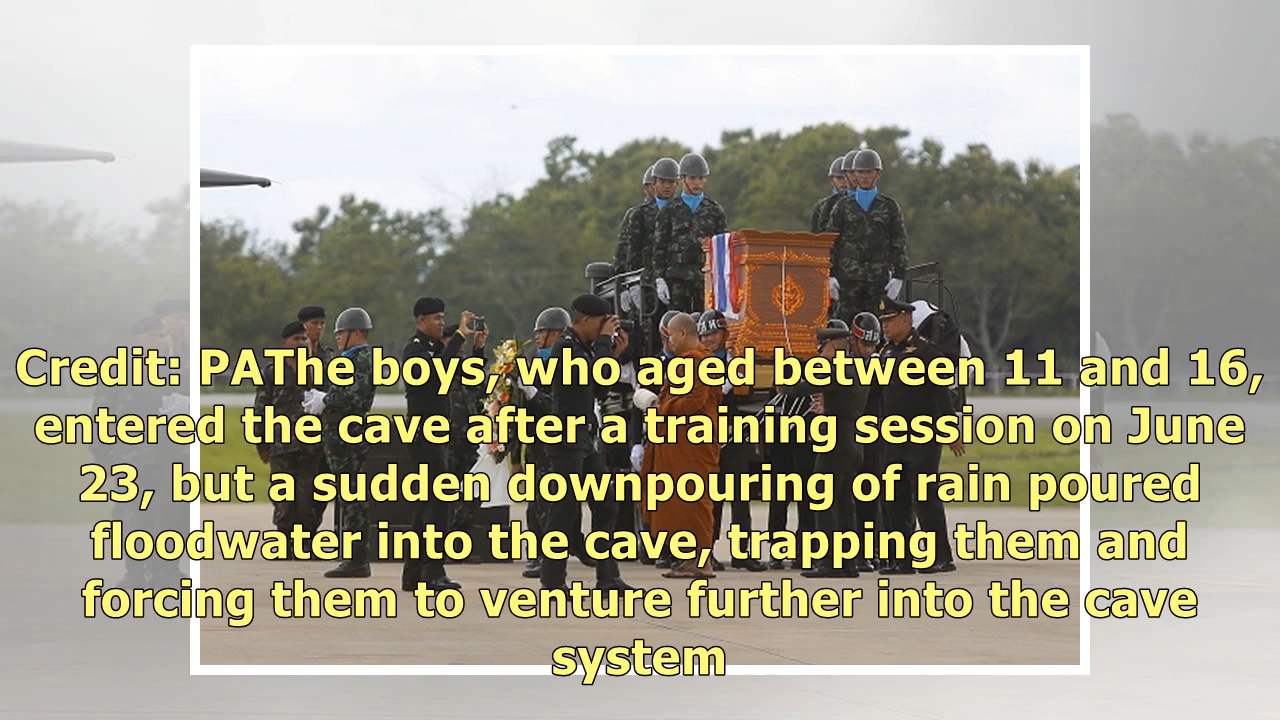 Credit: PAThe boys, who aged between 11 and 16,
entered the cave after a training session on June
23, but a sudden downpouring of rain poured
floodwater into the cave, trapping them and
forcing them to venture further into the cave
system